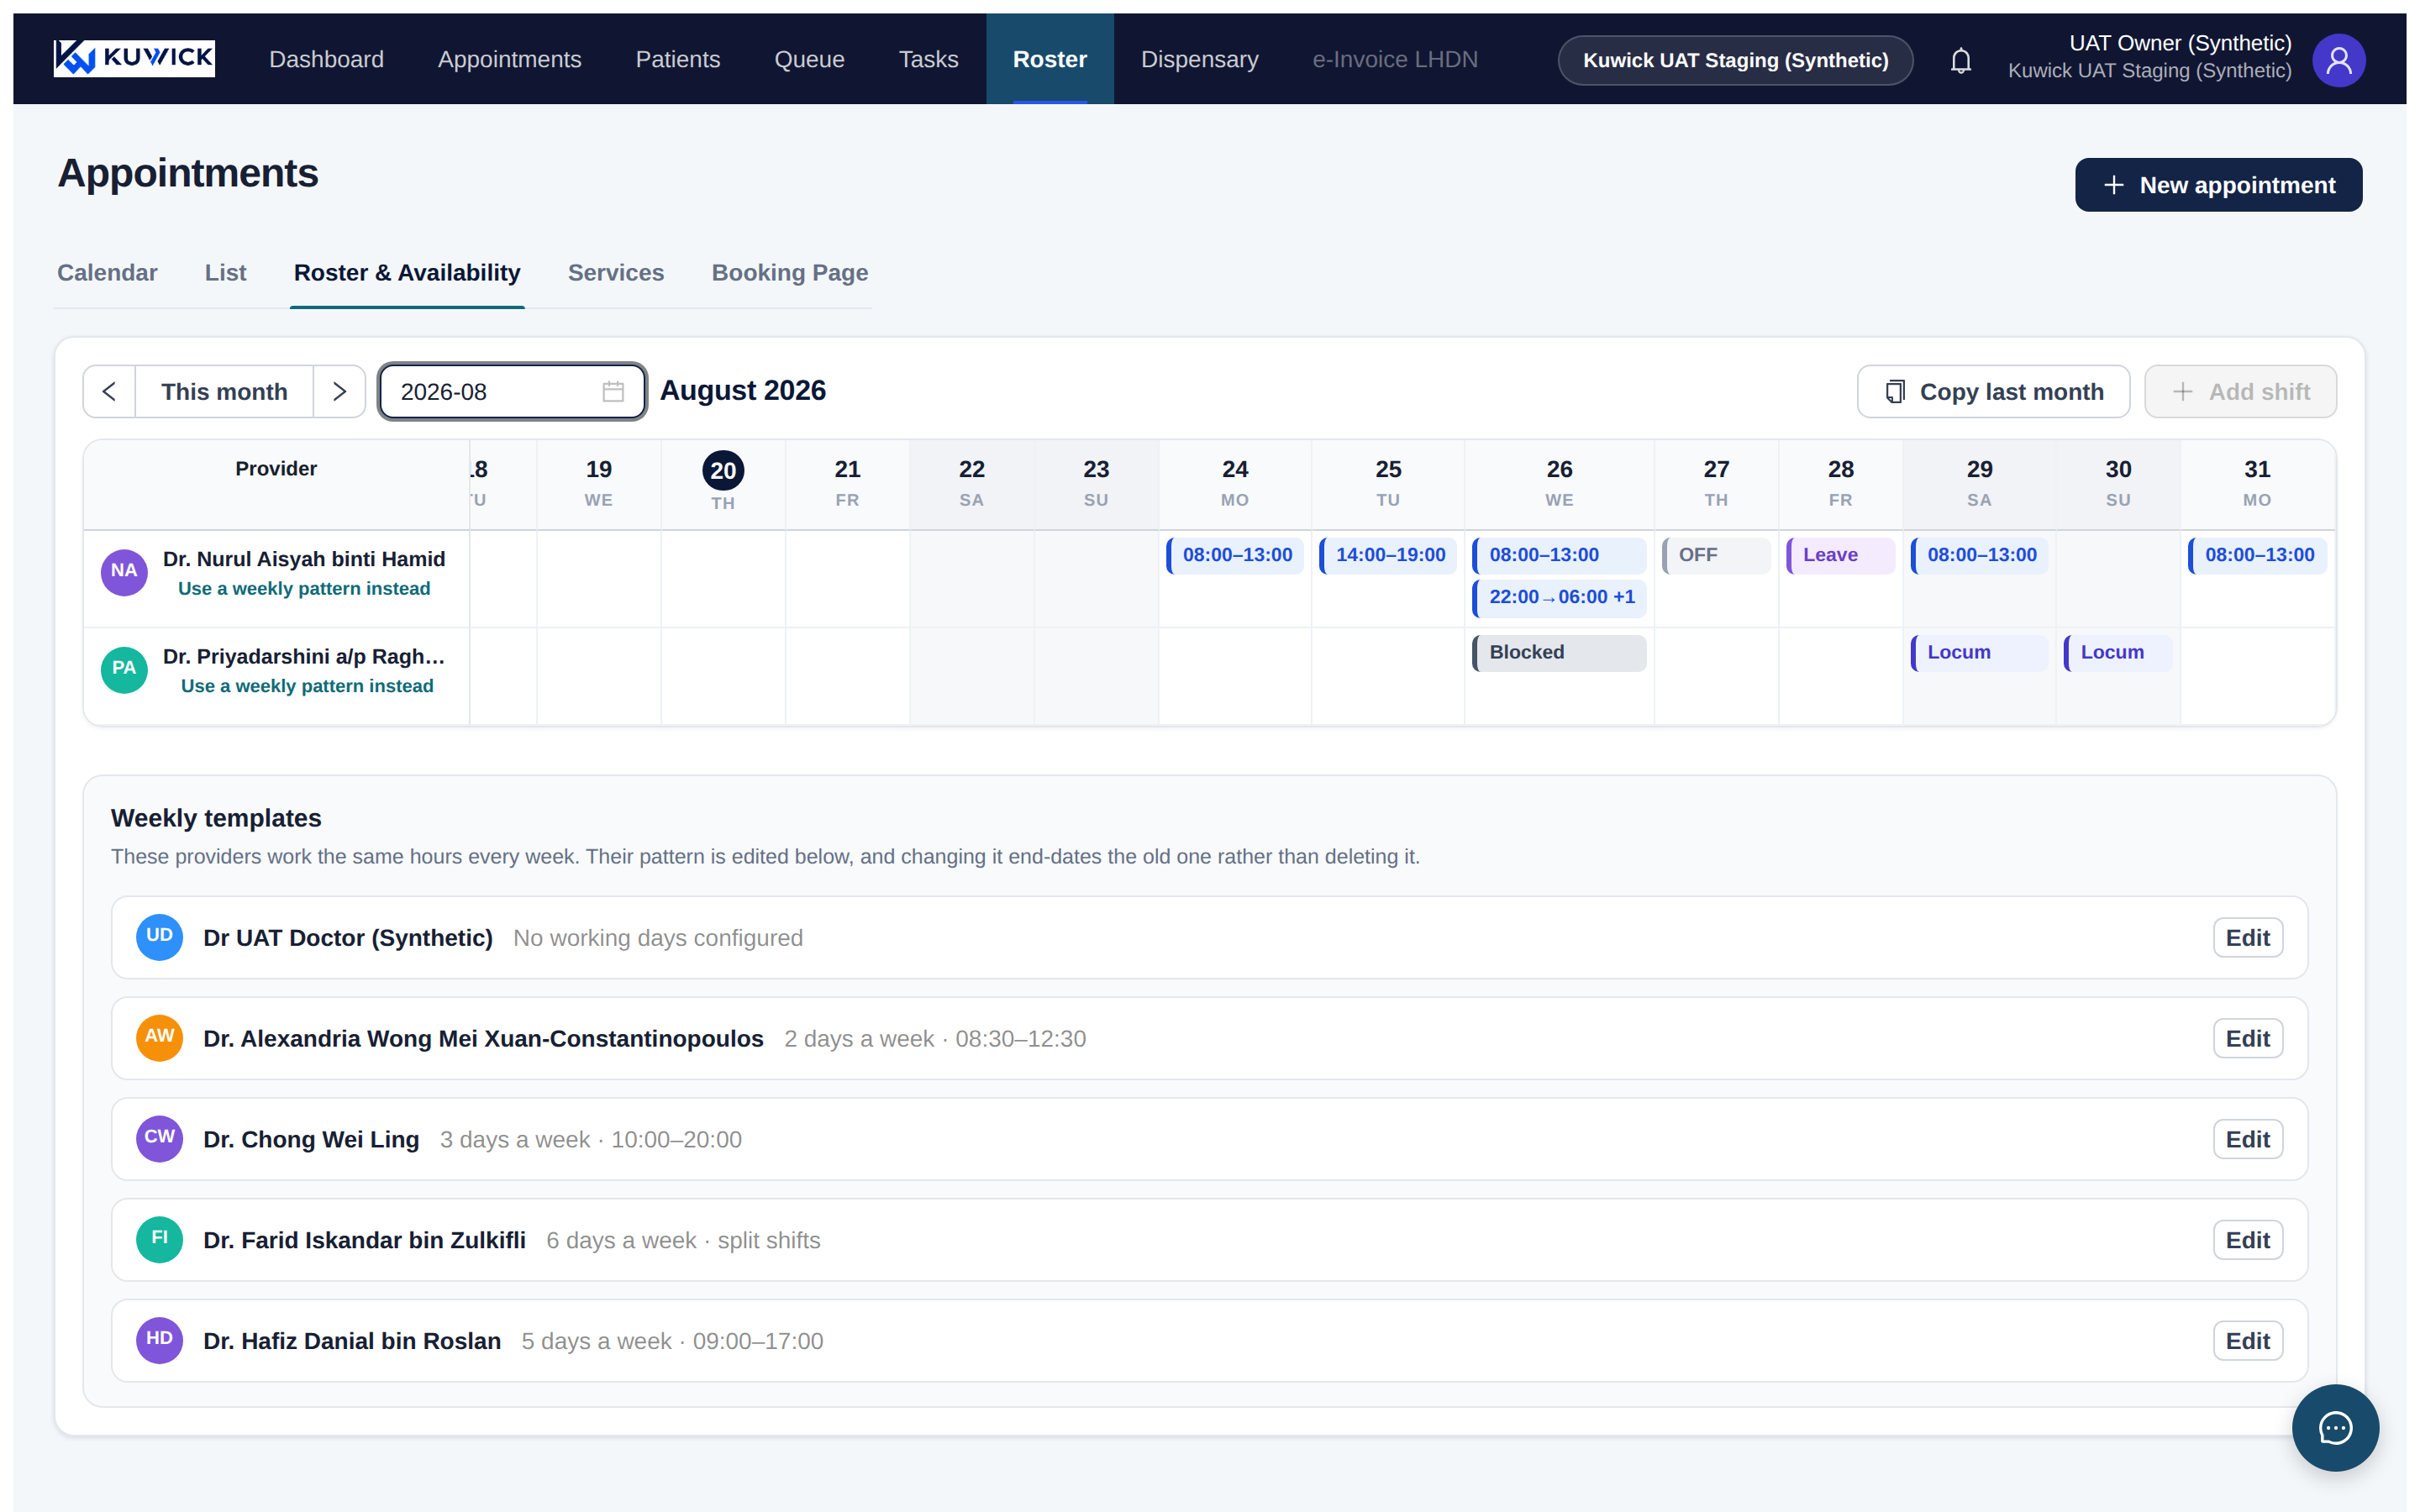 KUWICK
Dashboard Appointments Patients Queue Tasks Roster Dispensary e-Invoice LHDN
Kuwick UAT Staging (Synthetic)
UAT Owner (Synthetic)
Kuwick UAT Staging (Synthetic)
Appointments
New appointment
Calendar List Roster & Availability Services Booking Page
This month 2026-08 August 2026 Copy last month Add shift
Provider 18 19 20 21 22 23 24 25 26 27 28 29 30 31
TU WE TH FR SA SU MO TU WE TH FR SA SU MO
NA Dr. Nurul Aisyah binti Hamid 08:00–13:00 14:00–19:00 08:00–13:00 OFF Leave 08:00–13:00 08:00–13:00
Use a weekly pattern instead 22:00→06:00 +1
PA Dr. Priyadarshini a/p Ragh… Blocked Locum Locum
Use a weekly pattern instead
Weekly templates
These providers work the same hours every week. Their pattern is edited below, and changing it end-dates the old one rather than deleting it.
UD Dr UAT Doctor (Synthetic) No working days configured Edit
AW Dr. Alexandria Wong Mei Xuan-Constantinopoulos 2 days a week · 08:30–12:30 Edit
CW Dr. Chong Wei Ling 3 days a week · 10:00–20:00 Edit
FI Dr. Farid Iskandar bin Zulkifli 6 days a week · split shifts Edit
HD Dr. Hafiz Danial bin Roslan 5 days a week · 09:00–17:00 Edit